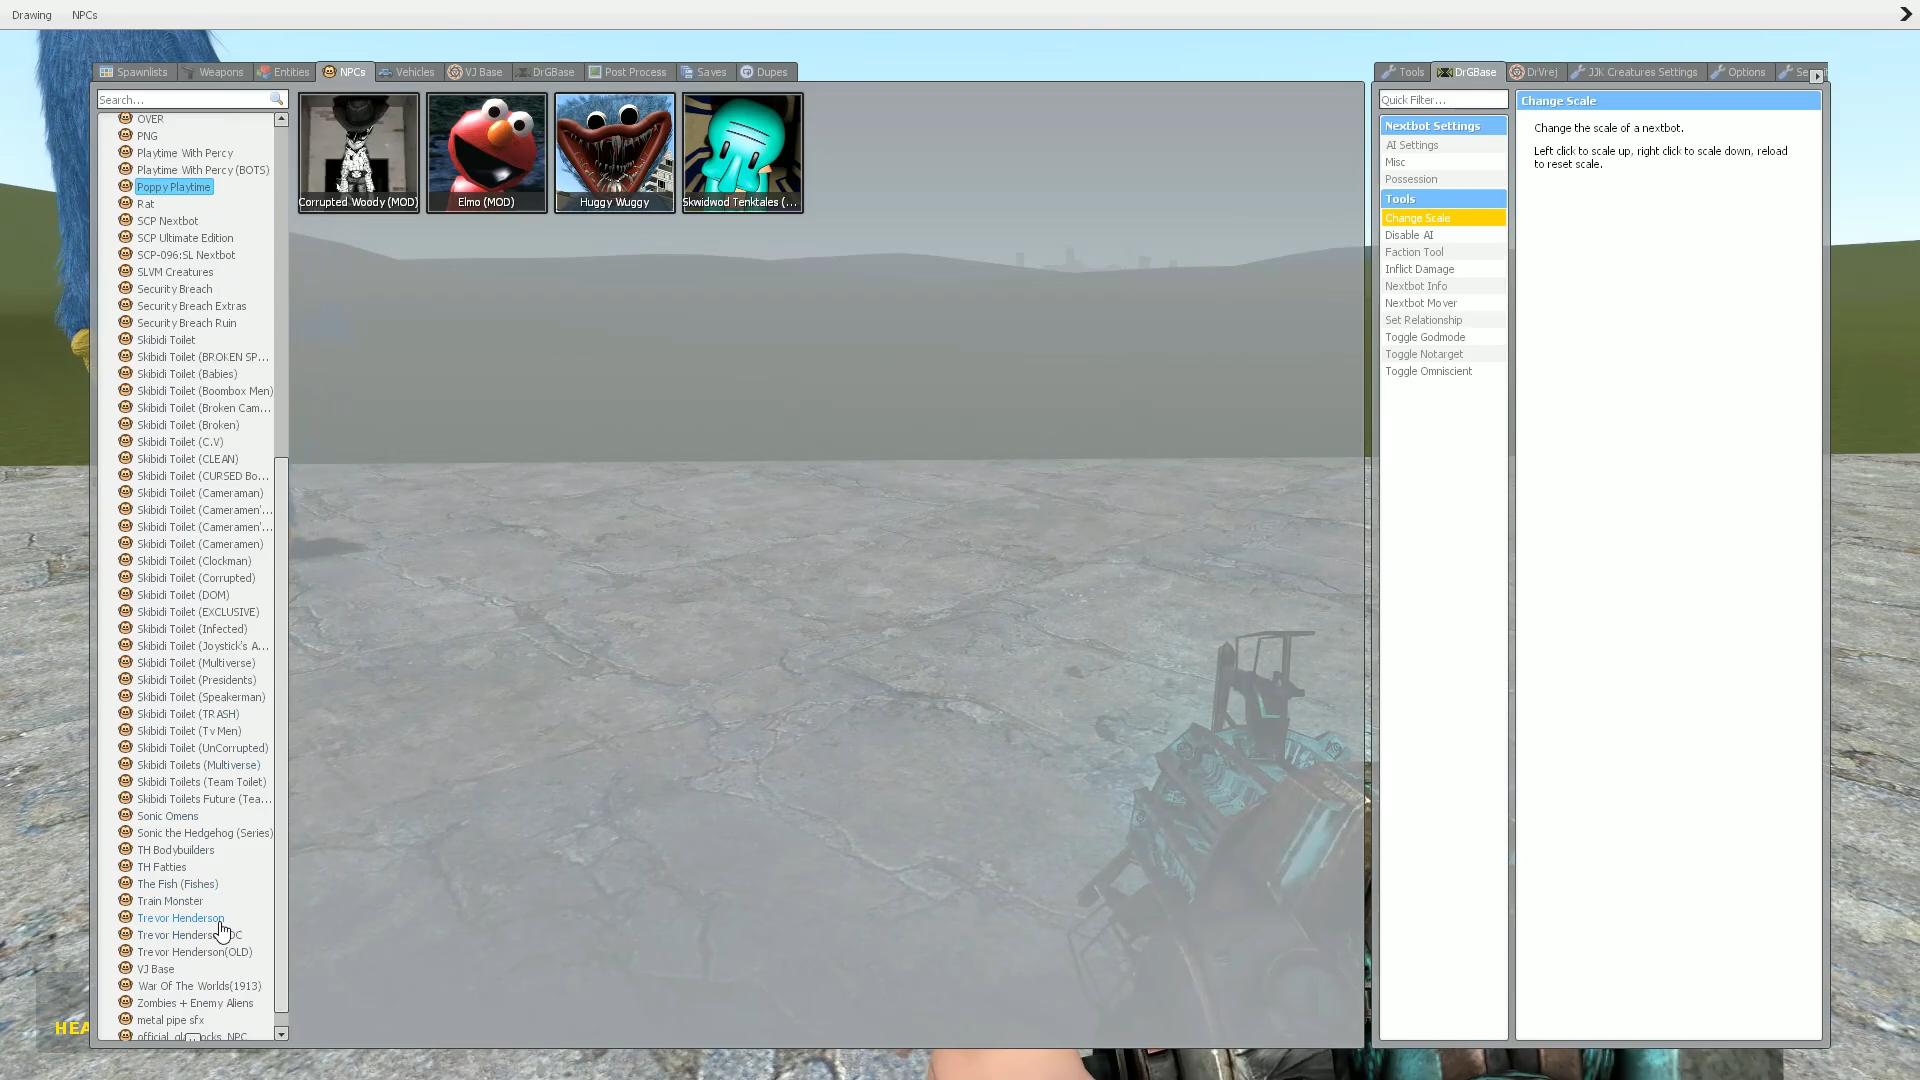 Drawing NPCs
Spawnlists Weapons Entities NPCs Vehicles VJ Base DrGBase Post Process Saves Dupes
Search...
OVER
PNG
Playtime With Percy
Playtime With Percy (BOTS)
Poppy Playtime
Rat
SCP Nextbot
SCP Ultimate Edition
SCP-096:SL Nextbot
SLVM Creatures
Security Breach
Security Breach Extras
Security Breach Ruin
Skibidi Toilet
Skibidi Toilet (BROKEN SP...
Skibidi Toilet (Babies)
Skibidi Toilet (Boombox Men)
Skibidi Toilet (Broken Cam...
Skibidi Toilet (Broken)
Skibidi Toilet (C.V)
Skibidi Toilet (CLEAN)
Skibidi Toilet (CURSED Bo...
Skibidi Toilet (Cameraman)
Skibidi Toilet (Cameramen'...
Skibidi Toilet (Cameramen'...
Skibidi Toilet (Cameramen)
Skibidi Toilet (Clockman)
Skibidi Toilet (Corrupted)
Skibidi Toilet (DOM)
Skibidi Toilet (EXCLUSIVE)
Skibidi Toilet (Infected)
Skibidi Toilet (Joystick's A...
Skibidi Toilet (Multiverse)
Skibidi Toilet (Presidents)
Skibidi Toilet (Speakerman)
Skibidi Toilet (TRASH)
Skibidi Toilet (Tv Men)
Skibidi Toilet (UnCorrupted)
Skibidi Toilets (Multiverse)
Skibidi Toilets (Team Toilet)
Skibidi Toilets Future (Tea...
Sonic Omens
Sonic the Hedgehog (Series)
TH Bodybuilders
TH Fatties
The Fish (Fishes)
Train Monster
Trevor Henderson
Trevor Henders
Trevor Henderson(OLD)
VJ Base
War Of The Worlds(1913)
Zombies + Enemy Aliens
metal pipe sfx
NPC
HEA
Corrupted Woody (MOD)
Elmo (MOD)
Huggy Wuggy
Skwidwod Tenktales (...
Tools DrGBase DrVrej JJK Creatures Settings Options Se
Quick Filter...
Nextbot Settings
AI Settings
Misc
Possession
Tools
Change Scale
Disable AI
Faction Tool
Inflict Damage
Nextbot Info
Nextbot Mover
Set Relationship
Toggle Godmode
Toggle Notarget
Toggle Omniscient
Change Scale
Change the scale of a nextbot.
Left click to scale up, right click to scale down, reload
to reset scale.